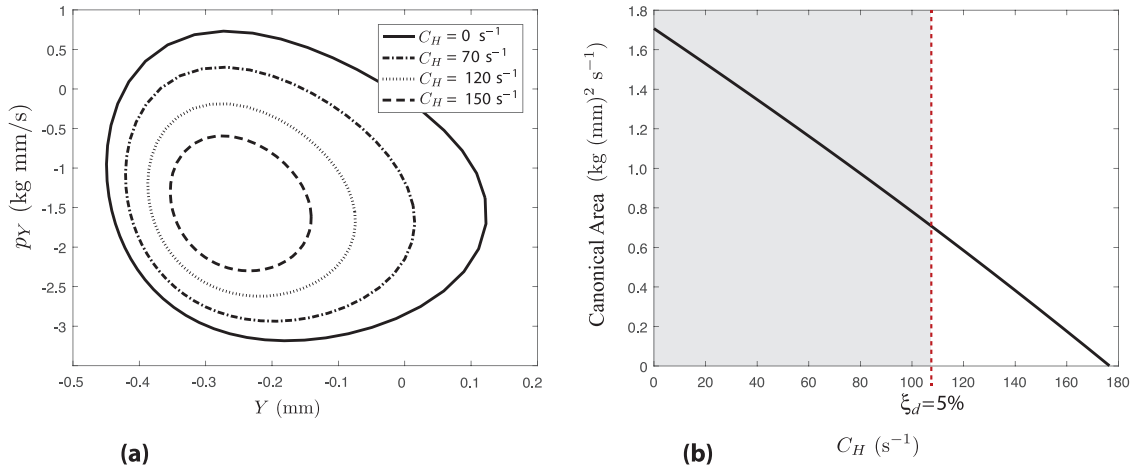 1
0.5
0
-0.5
-1
-1.5
-2
-2.5
-3
p_Y (kg mm/s)
-0.5 -0.4 -0.3 -0.2 -0.1 0 0.1 0.2
Y (mm)
C_H = 0 s⁻¹
C_H = 70 s⁻¹
C_H = 120 s⁻¹
C_H = 150 s⁻¹
(a)
1.8
1.6
1.4
1.2
1.0
0.8
0.6
0.4
0.2
0
Canonical Area (kg (mm)² s⁻¹)
0 20 40 60 80 100 120 140 160 180
ξ_d=5%
C_H (s⁻¹)
(b)